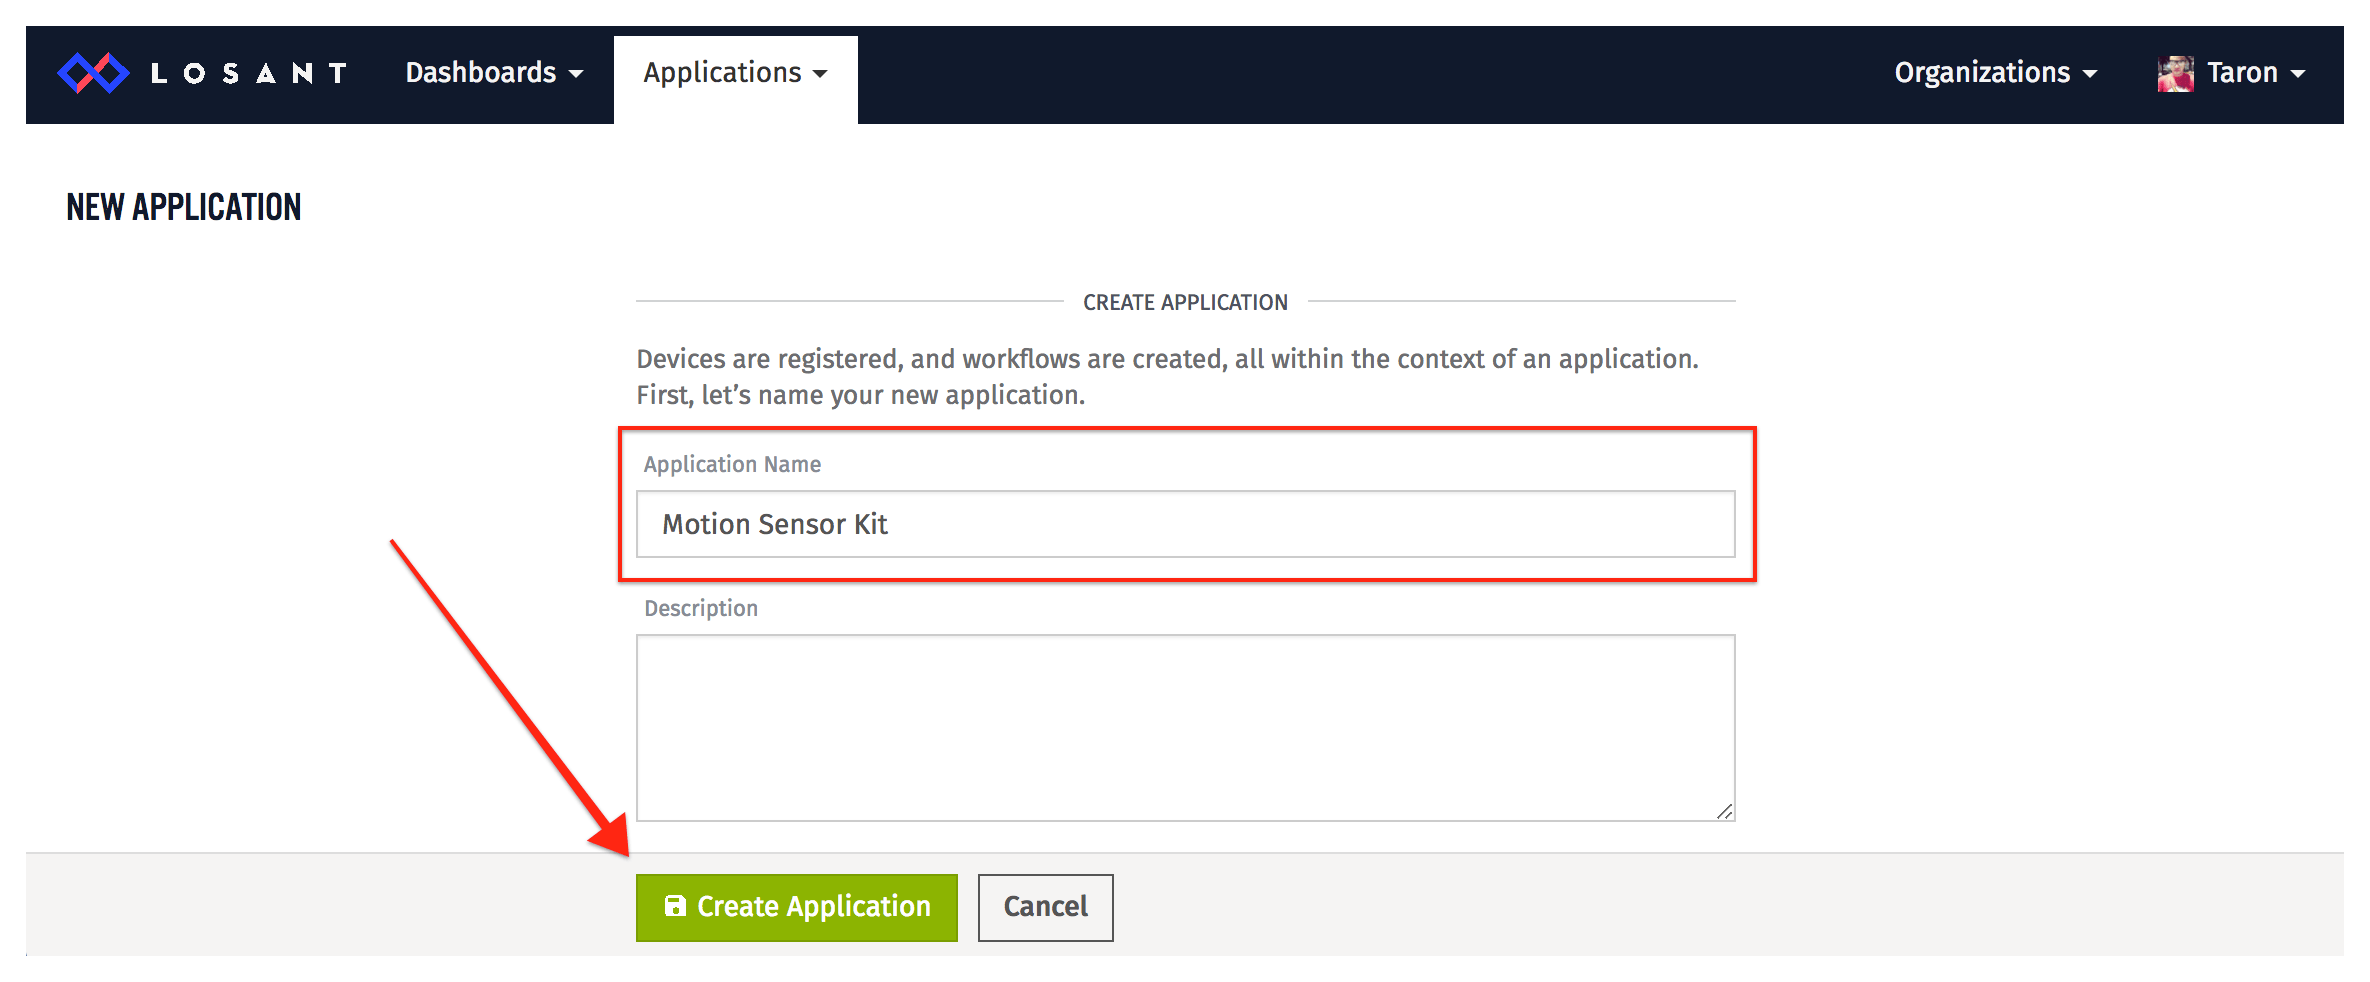 LOSANT Dashboards Applications Organizations Taron
NEW APPLICATION
CREATE APPLICATION
Devices are registered, and workflows are created, all within the context of an application.
First, let’s name your new application.
Application Name
Motion Sensor Kit
Description
Create Application Cancel